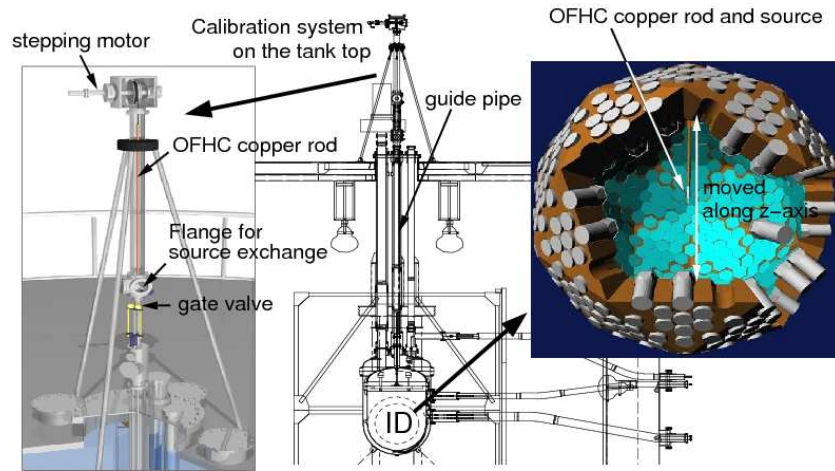 stepping motor
Calibration system
on the tank top
OFHC copper rod
Flange for
source exchange
gate valve
guide pipe
ID
OFHC copper rod and source
moved
along z-axis